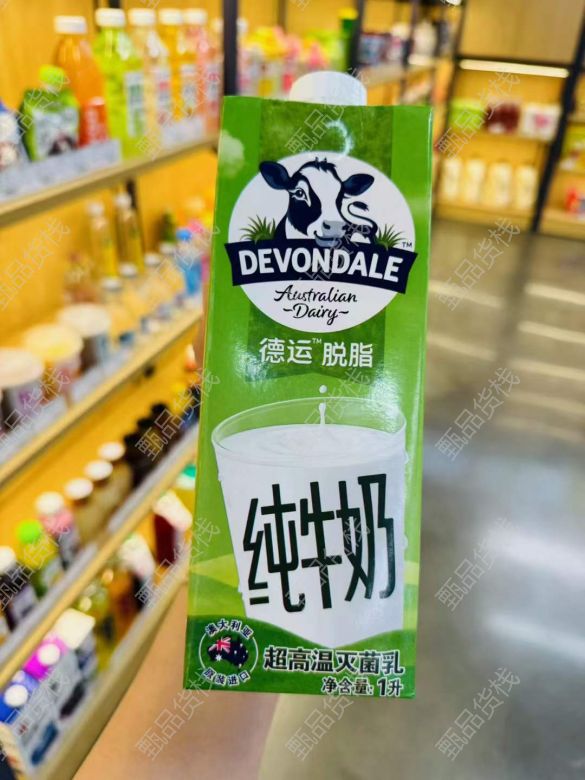 DEVONDALE™
Australian
-Dairy-
德运™脱脂
纯牛奶
澳大利亚
原装进口
超高温灭菌乳
净含量: 1升
甄品货栈